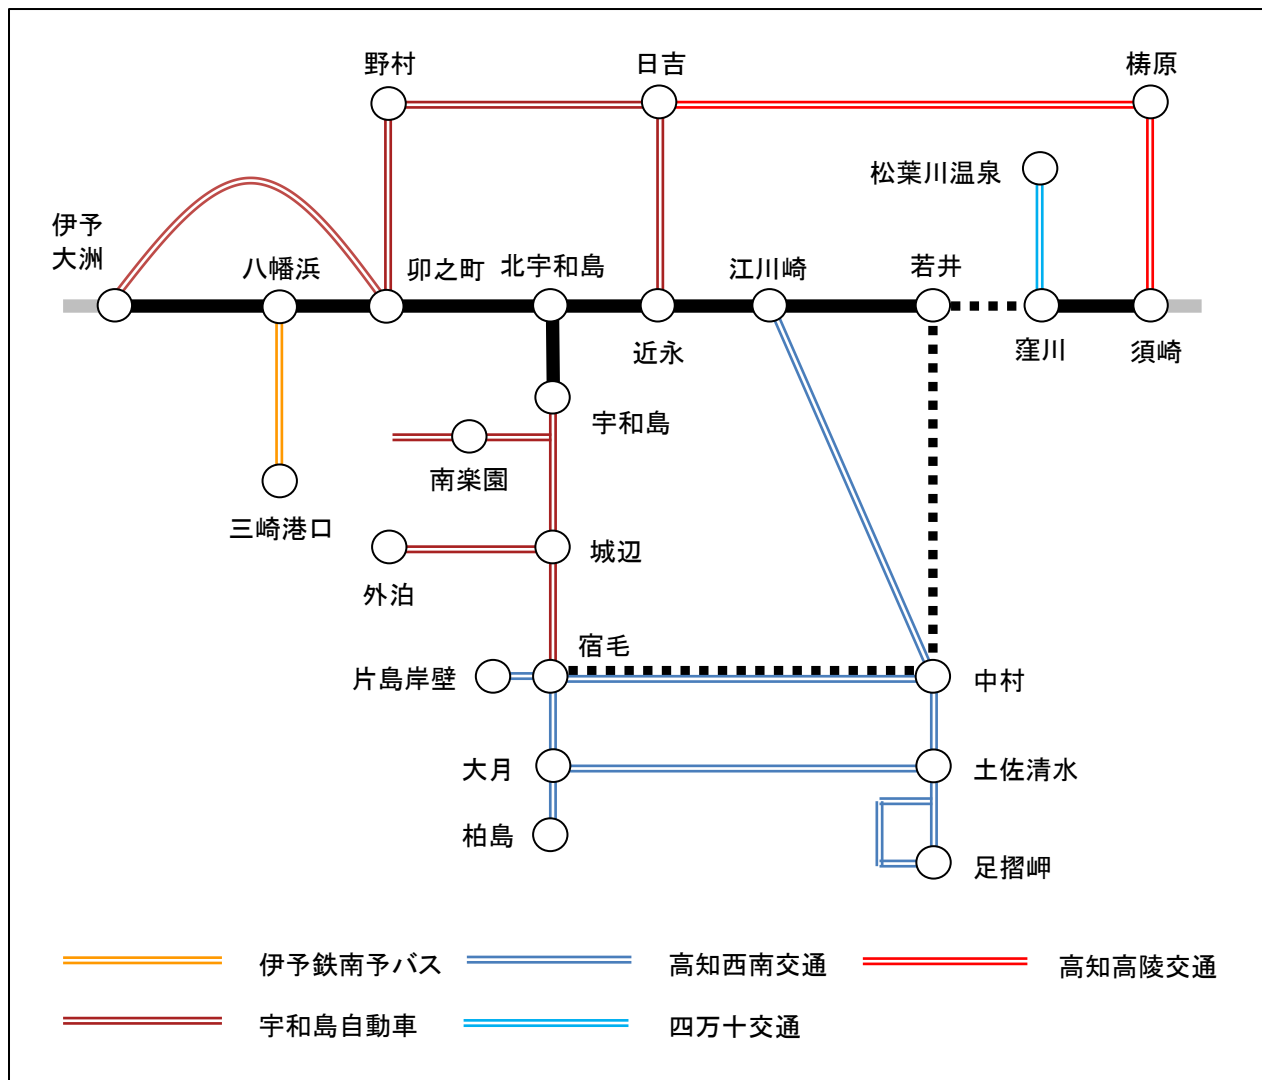 野村
日吉
梼原
松葉川温泉
伊予
大洲
八幡浜
卯之町
北宇和島
江川崎
若井
近永
窪川
須崎
宇和島
南楽園
三崎港口
城辺
外泊
宿毛
片島岸壁
中村
大月
土佐清水
柏島
足摺岬
伊予鉄南予バス
高知西南交通
高知高陵交通
宇和島自動車
四万十交通